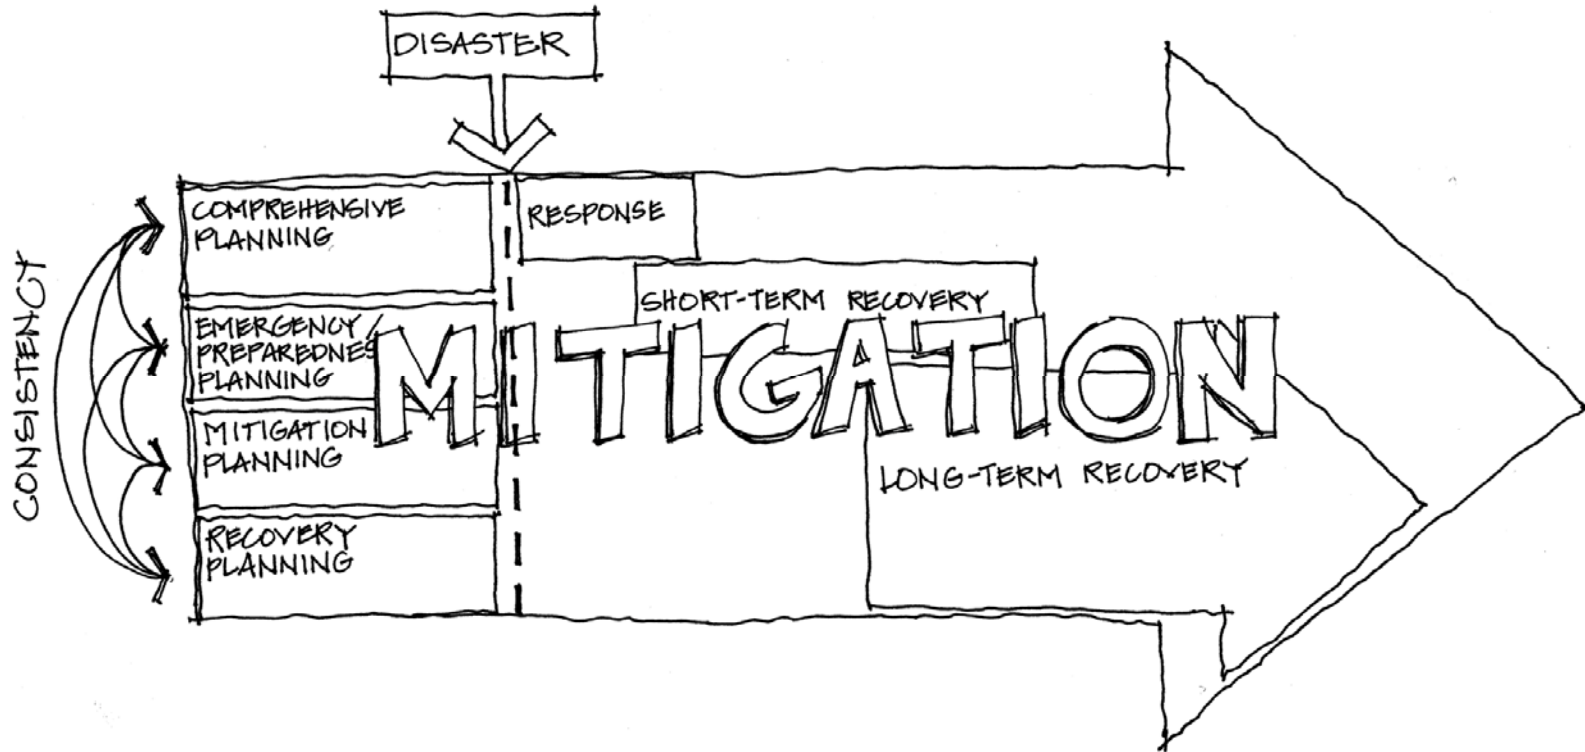 DISASTER
CONSISTENCY
COMPREHENSIVE
PLANNING
EMERGENCY/
PREPAREDNES
PLANNING
MITIGATION
PLANNING
RECOVERY
PLANNING
RESPONSE
SHORT-TERM RECOVERY
MITIGATION
LONG-TERM RECOVERY